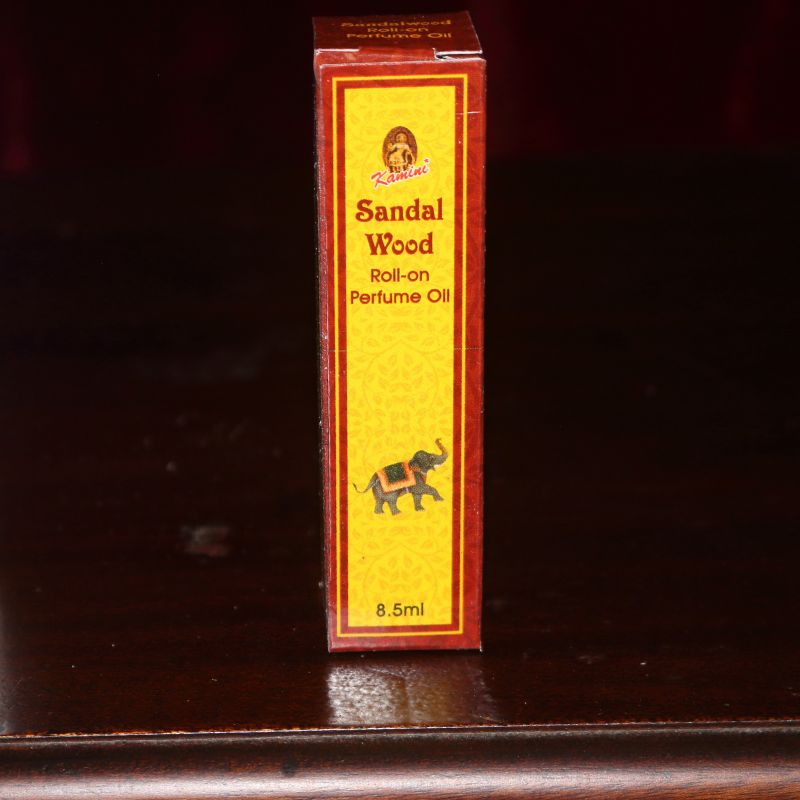 Sandalwood
Roll-on
Perfume Oil
Kamini
Sandal
Wood
Roll-on
Perfume Oil
8.5ml